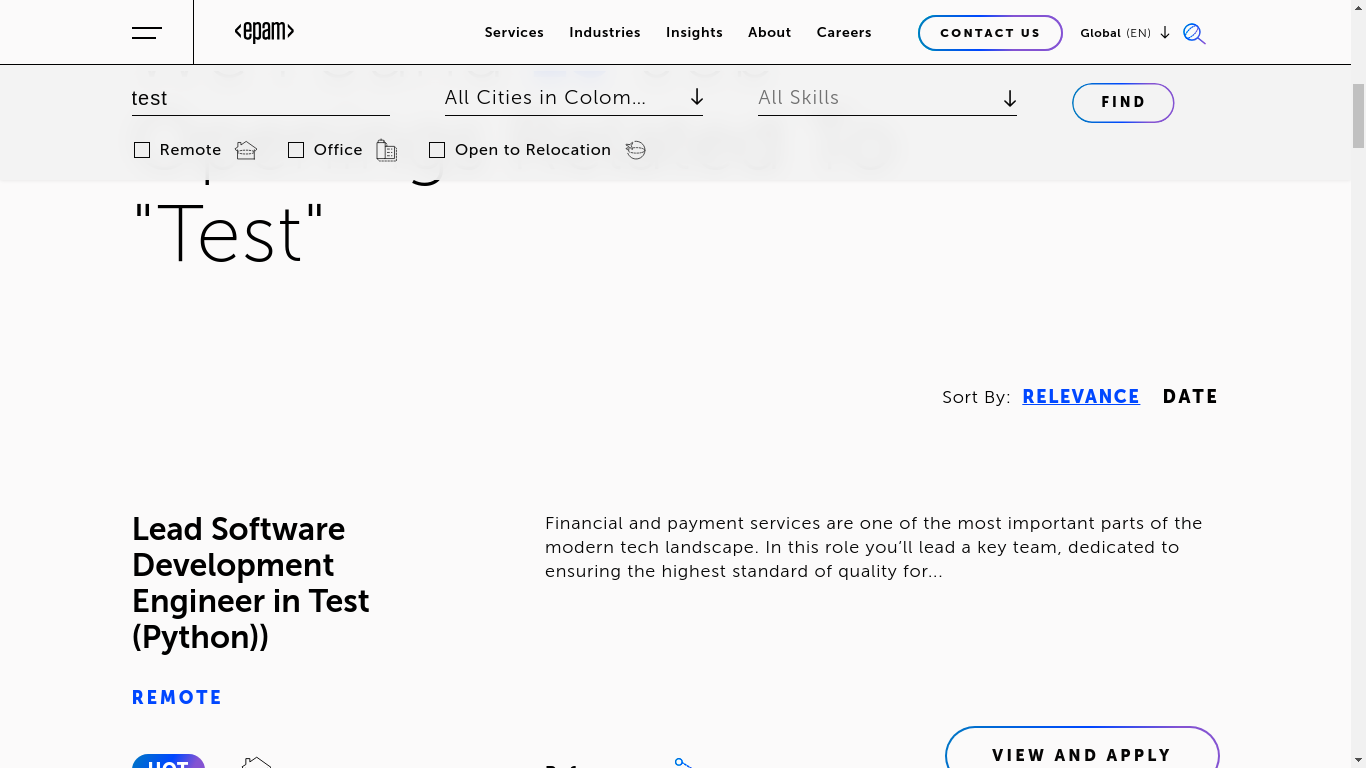 <epam>
Services Industries Insights About Careers CONTACT US Global (EN)
test All Cities in Colom... All Skills FIND
Remote Office Open to Relocation
"Test"
Sort By: RELEVANCE DATE
Lead Software
Development
Engineer in Test
(Python))
Financial and payment services are one of the most important parts of the
modern tech landscape. In this role you’ll lead a key team, dedicated to
ensuring the highest standard of quality for...
REMOTE
HOT
VIEW AND APPLY